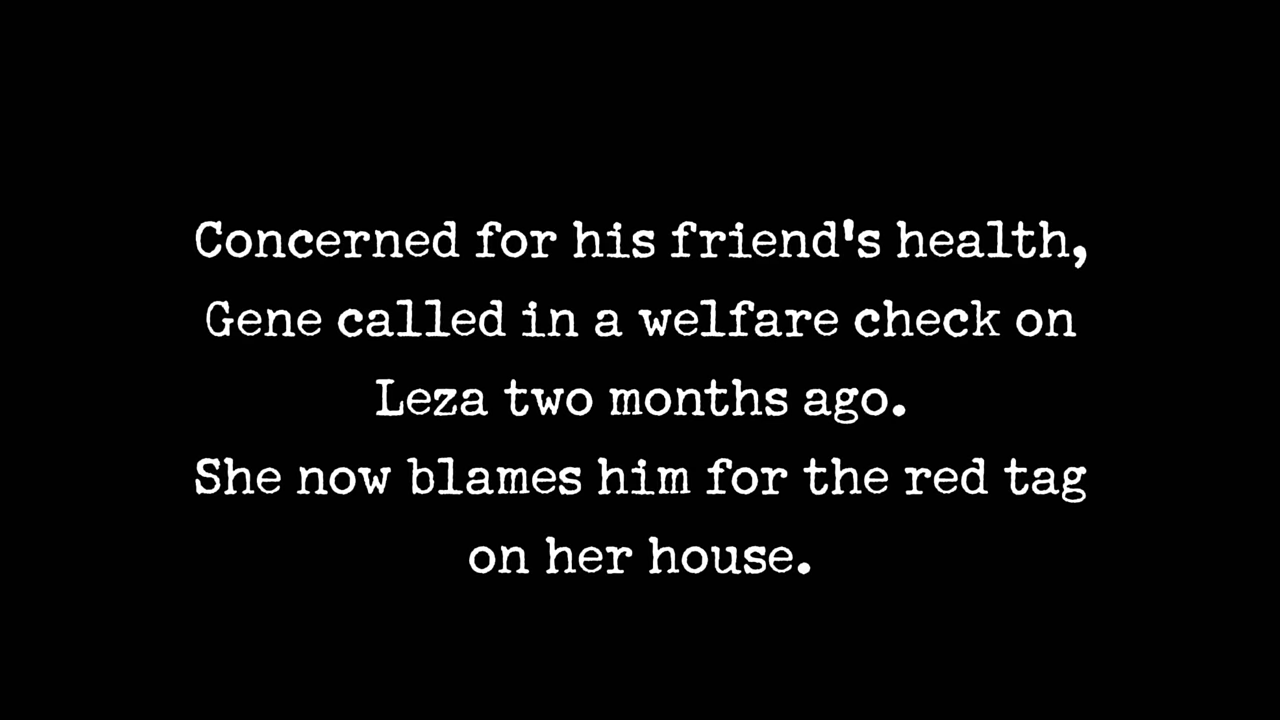 Concerned for his friend's health,
Gene called in a welfare check on
Leza two months ago.
She now blames him for the red tag
on her house.